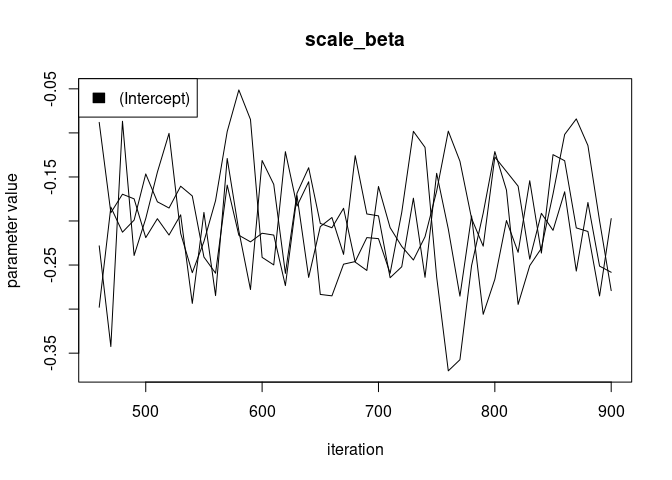 scale_beta
(Intercept)
parameter value
-0.05
-0.15
-0.25
-0.35
500 600 700 800 900
iteration